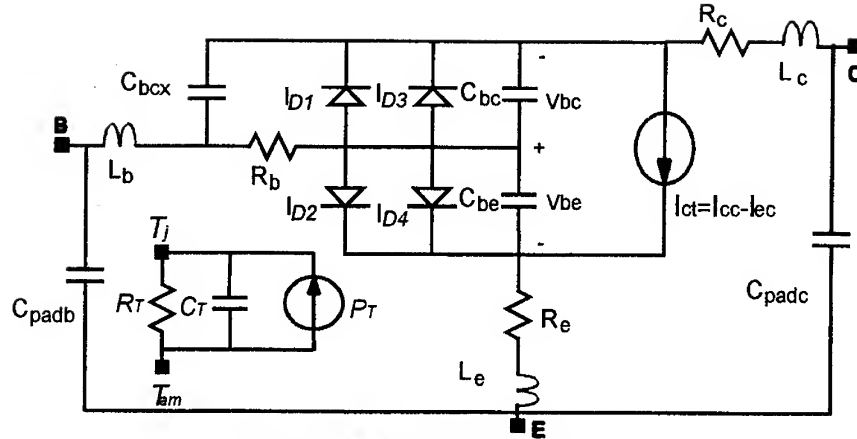 Rc
Lc
C
Cbcx
ID1
ID3
Cbc
Vbc
B
Lb
Rb
+
-
ID2
ID4
Cbe
Vbe
-
Ict=Icc-Iec
Tj
Cpadb
RT
CT
PT
Re
Cpadc
Tam
Le
E